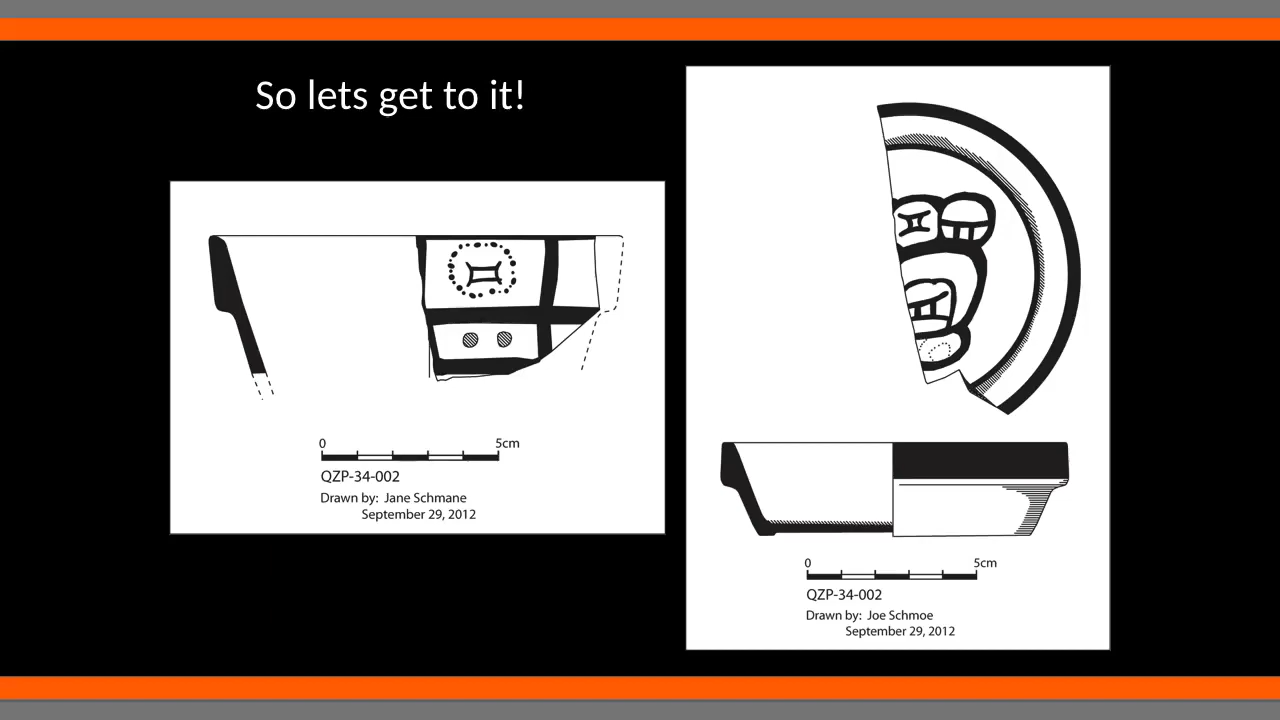 So lets get to it!
0 5cm
QZP-34-002
Drawn by: Jane Schmane
September 29, 2012
0 5cm
QZP-34-002
Drawn by: Joe Schmoe
September 29, 2012